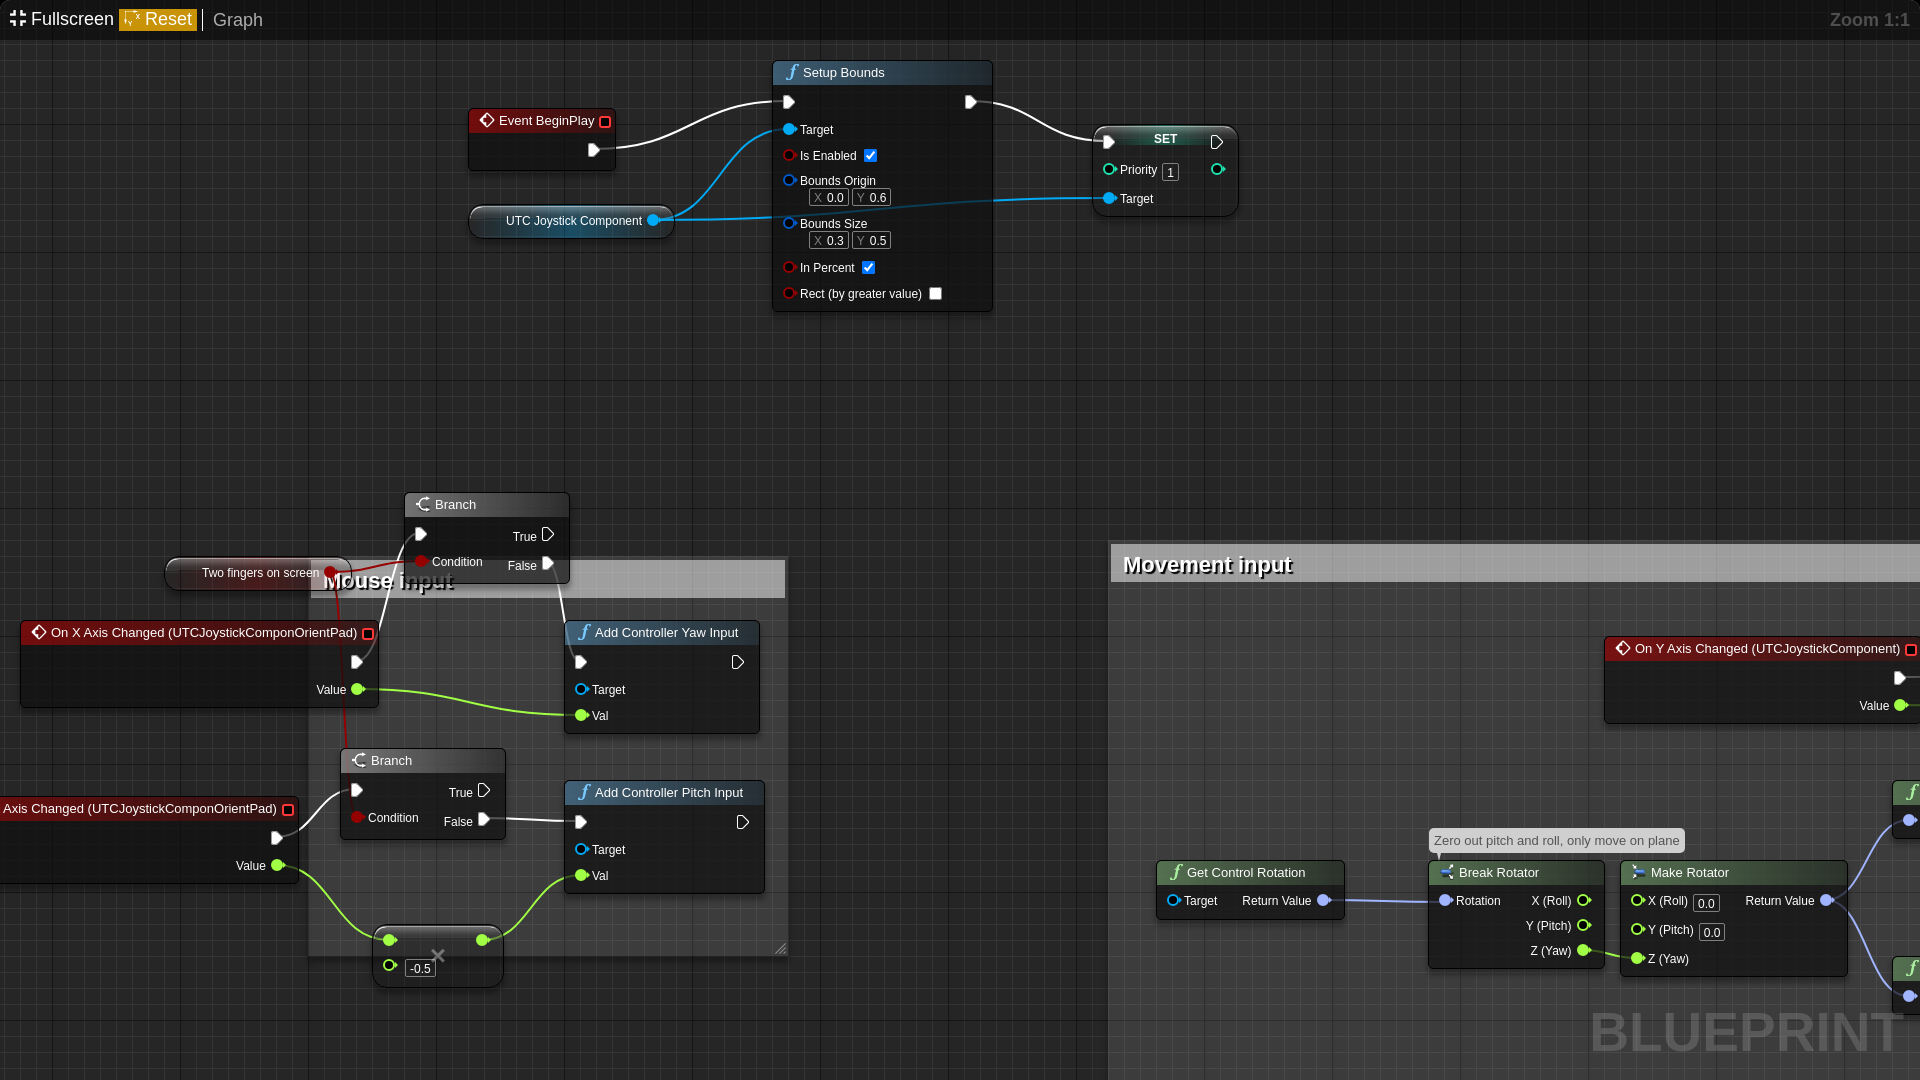 Fullscreen Reset Graph
Zoom 1:1
Setup Bounds
Event BeginPlay
Target
Is Enabled
Bounds Origin
X 0.0 Y 0.6
Bounds Size
X 0.3 Y 0.5
In Percent
Rect (by greater value)
UTC Joystick Component
SET
Priority 1
Target
Branch
True
Condition
False
Two fingers on screen
Mouse input
On X Axis Changed (UTCJoystickComponOrientPad)
Value
Add Controller Yaw Input
Target
Val
Branch
True
Condition
False
Axis Changed (UTCJoystickComponOrientPad)
Value
Add Controller Pitch Input
Target
Val
-0.5
Movement input
On Y Axis Changed (UTCJoystickComponent)
Value
Zero out pitch and roll, only move on plane
Get Control Rotation
Target Return Value
Break Rotator
Rotation X (Roll)
Y (Pitch)
Z (Yaw)
Make Rotator
X (Roll) 0.0 Return Value
Y (Pitch) 0.0
Z (Yaw)
BLUEPRINT